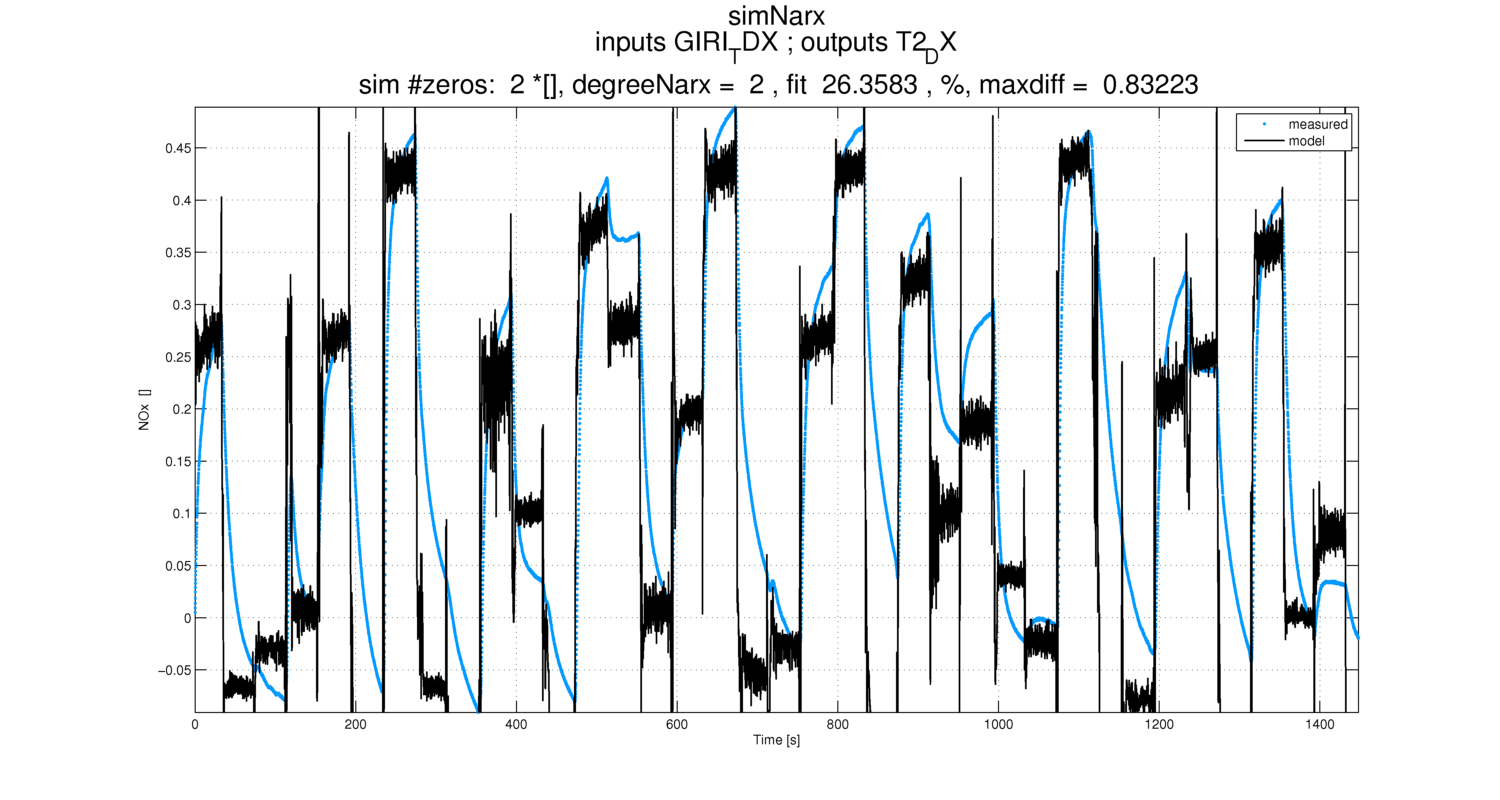 simNarx
inputs GIRI_TDX ; outputs T2_DX
sim #zeros:  2 *[], degreeNarx =  2 , fit  26.3583 , %, maxdiff =  0.83223
measured
model
0.45
0.4
0.35
0.3
0.25
0.2
0.15
0.1
0.05
0
−0.05
NOx  []
0 200 400 600 800 1000 1200 1400
Time [s]